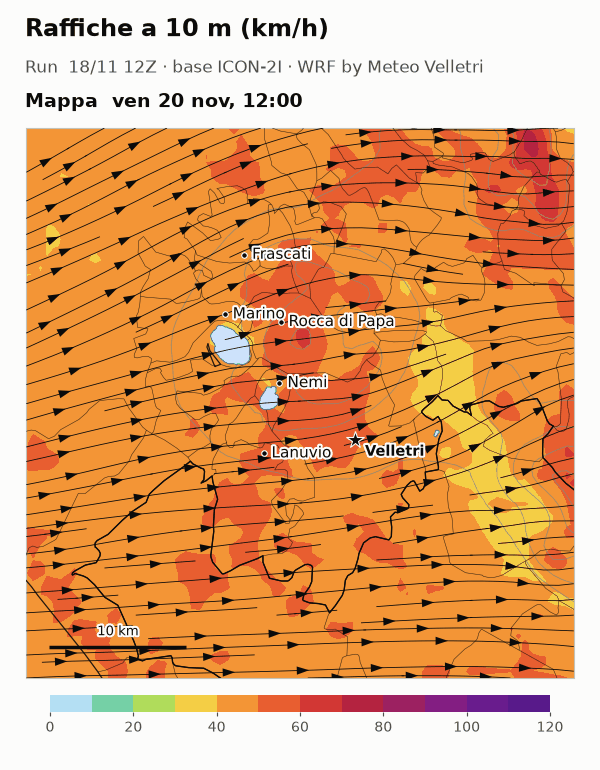 Raffiche a 10 m (km/h)
Run  18/11 12Z · base ICON-2I · WRF by Meteo Velletri
Mappa  ven 20 nov, 12:00
Frascati
Marino
Rocca di Papa
Nemi
Velletri
Lanuvio
10 km
0 20 40 60 80 100 120